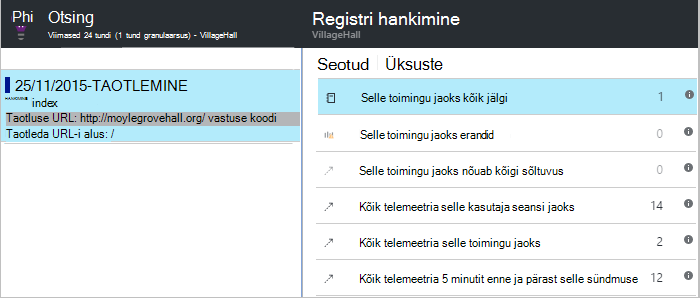 Phi
Otsing
Viimased 24 tundi (1 tund granulaarsus) - VillageHall
25/11/2015-TAOTLEMINE
HANKIMINE index
Taotluse URL: http://moylegrovehall.org/ vastuse koodi
Taotleda URL-i alus: /
Registri hankimine
VillageHall
Seotud Üksuste
Selle toimingu jaoks kõik jälgi 1
Selle toimingu jaoks erandid 0
Selle toimingu jaoks nõuab kõigi sõltuvus 0
Kõik telemeetria selle kasutaja seansi jaoks 14
Kõik telemeetria selle toimingu jaoks 2
Kõik telemeetria 5 minutit enne ja pärast selle sündmuse 12